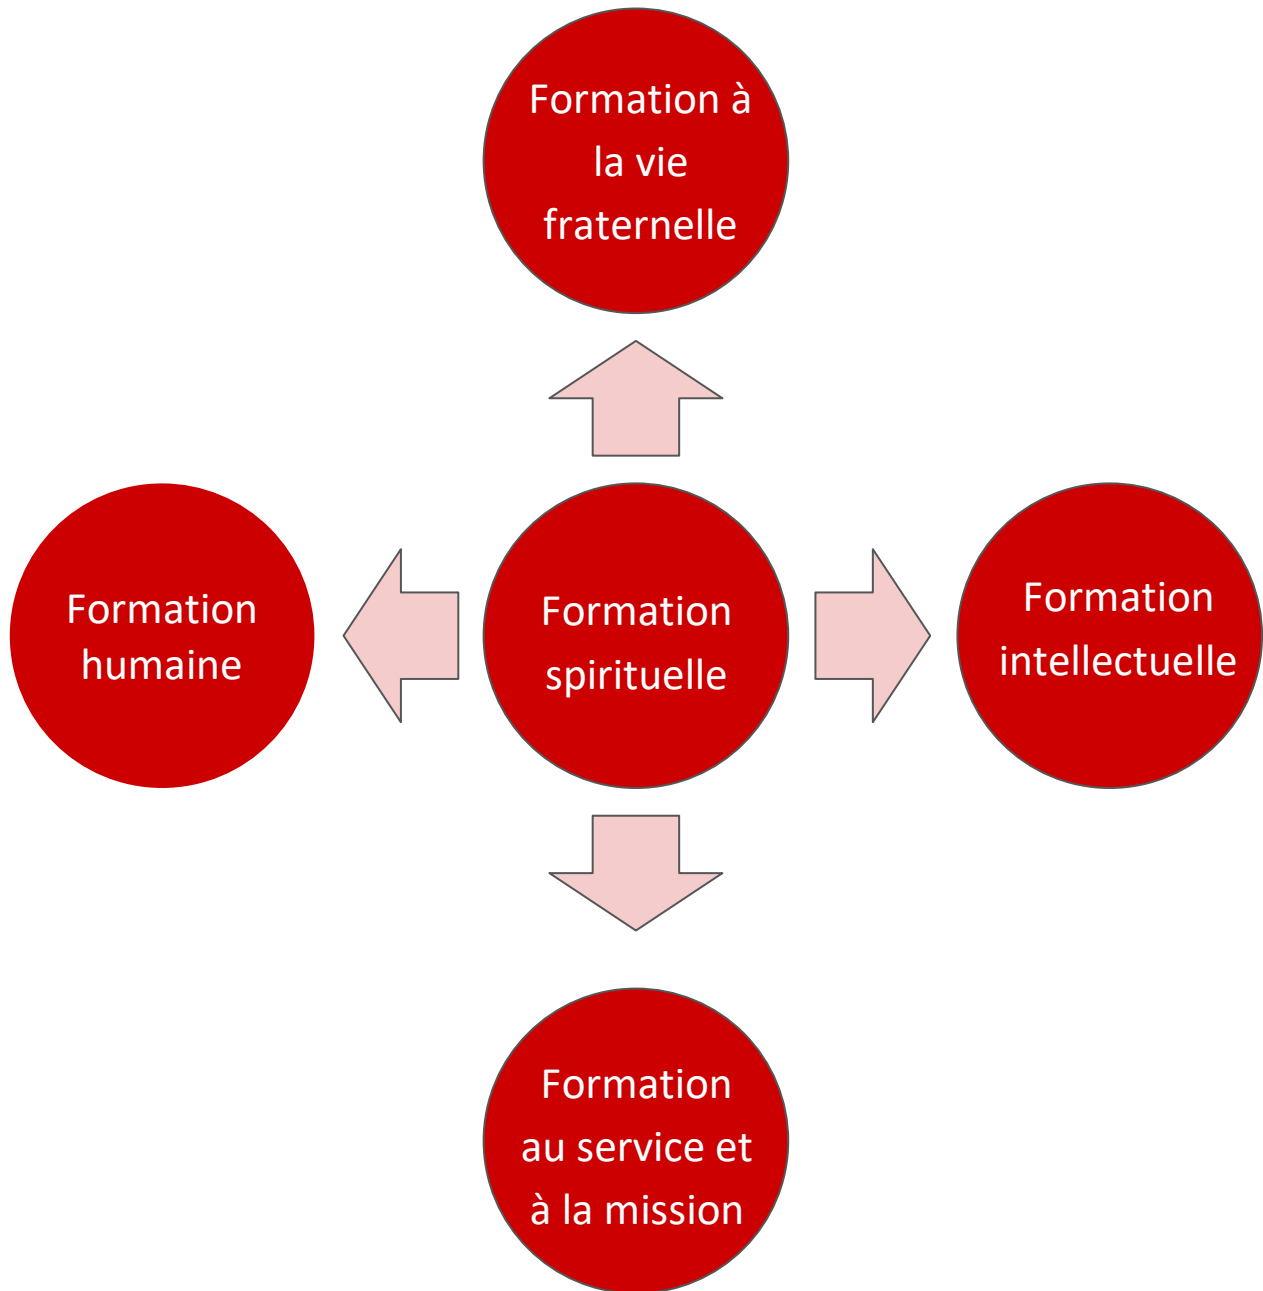 Formation à
la vie
fraternelle
Formation
humaine
Formation
spirituelle
Formation
intellectuelle
Formation
au service et
à la mission